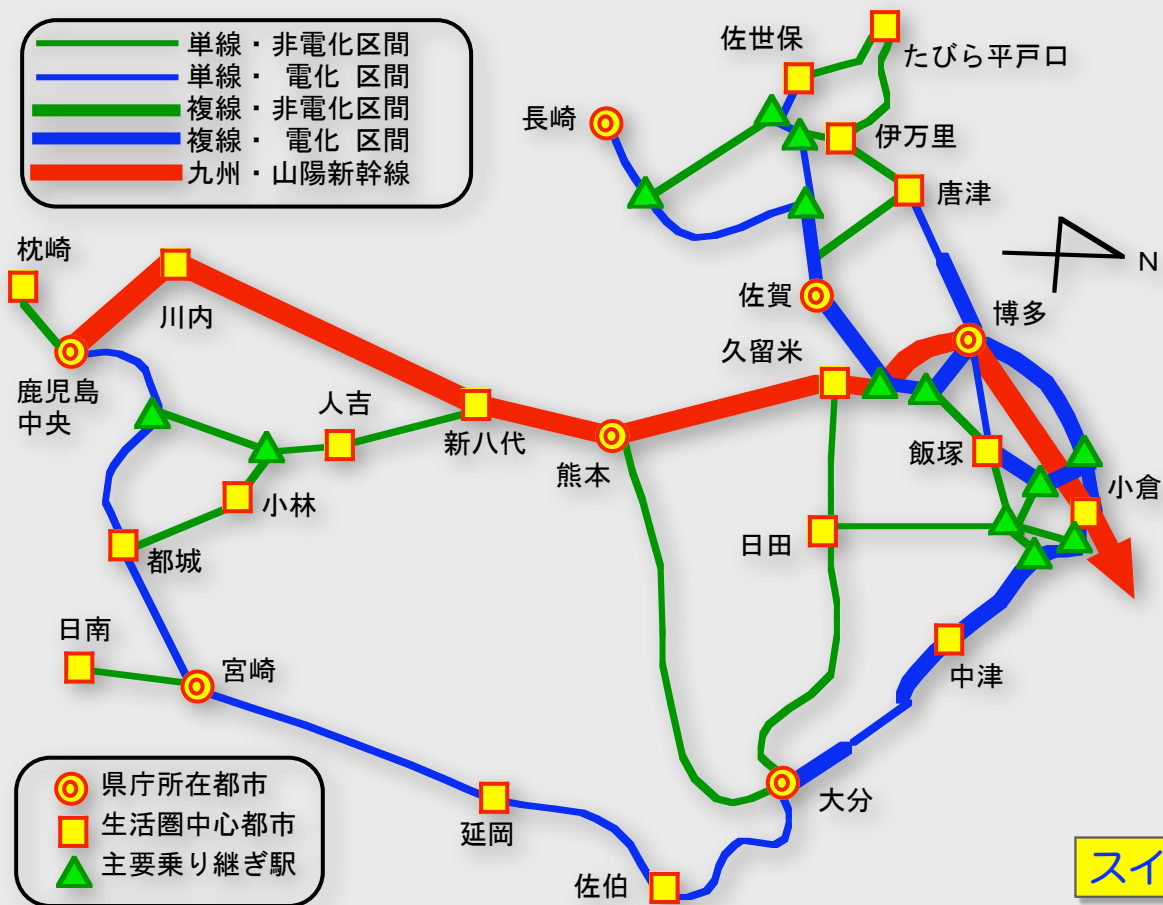 単線・非電化区間
単線・ 電化 区間
複線・非電化区間
複線・ 電化 区間
九州・山陽新幹線
佐世保
たびら平戸口
長崎
伊万里
唐津
N
枕崎
川内
佐賀
博多
久留米
鹿児島
中央
人吉
新八代
熊本
飯塚
小倉
小林
日田
都城
日南
宮崎
中津
県庁所在都市
生活圏中心都市
主要乗り継ぎ駅
延岡
大分
佐伯
スイ